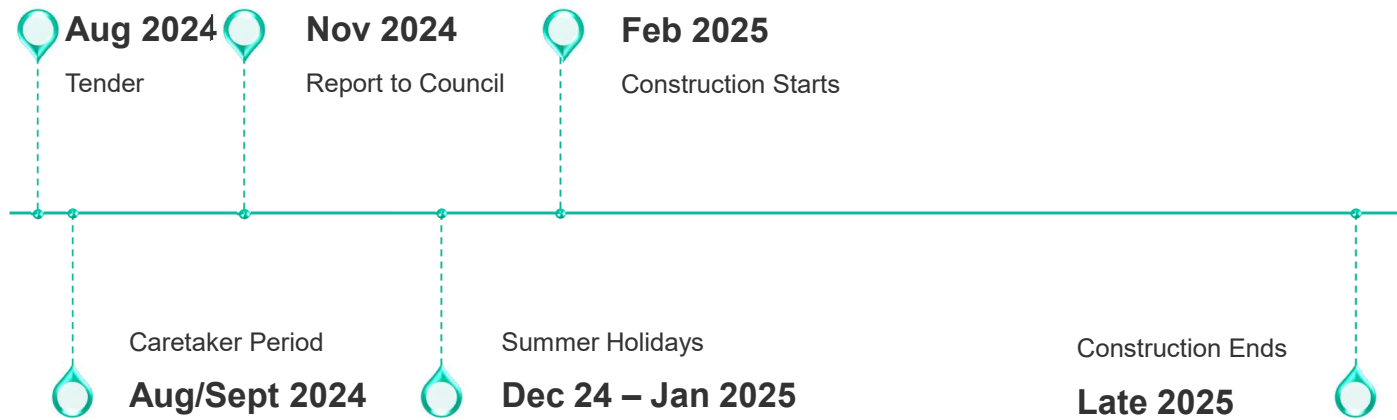 Aug 2024
Tender
Nov 2024
Report to Council
Feb 2025
Construction Starts
Caretaker Period
Aug/Sept 2024
Summer Holidays
Dec 24 – Jan 2025
Construction Ends
Late 2025